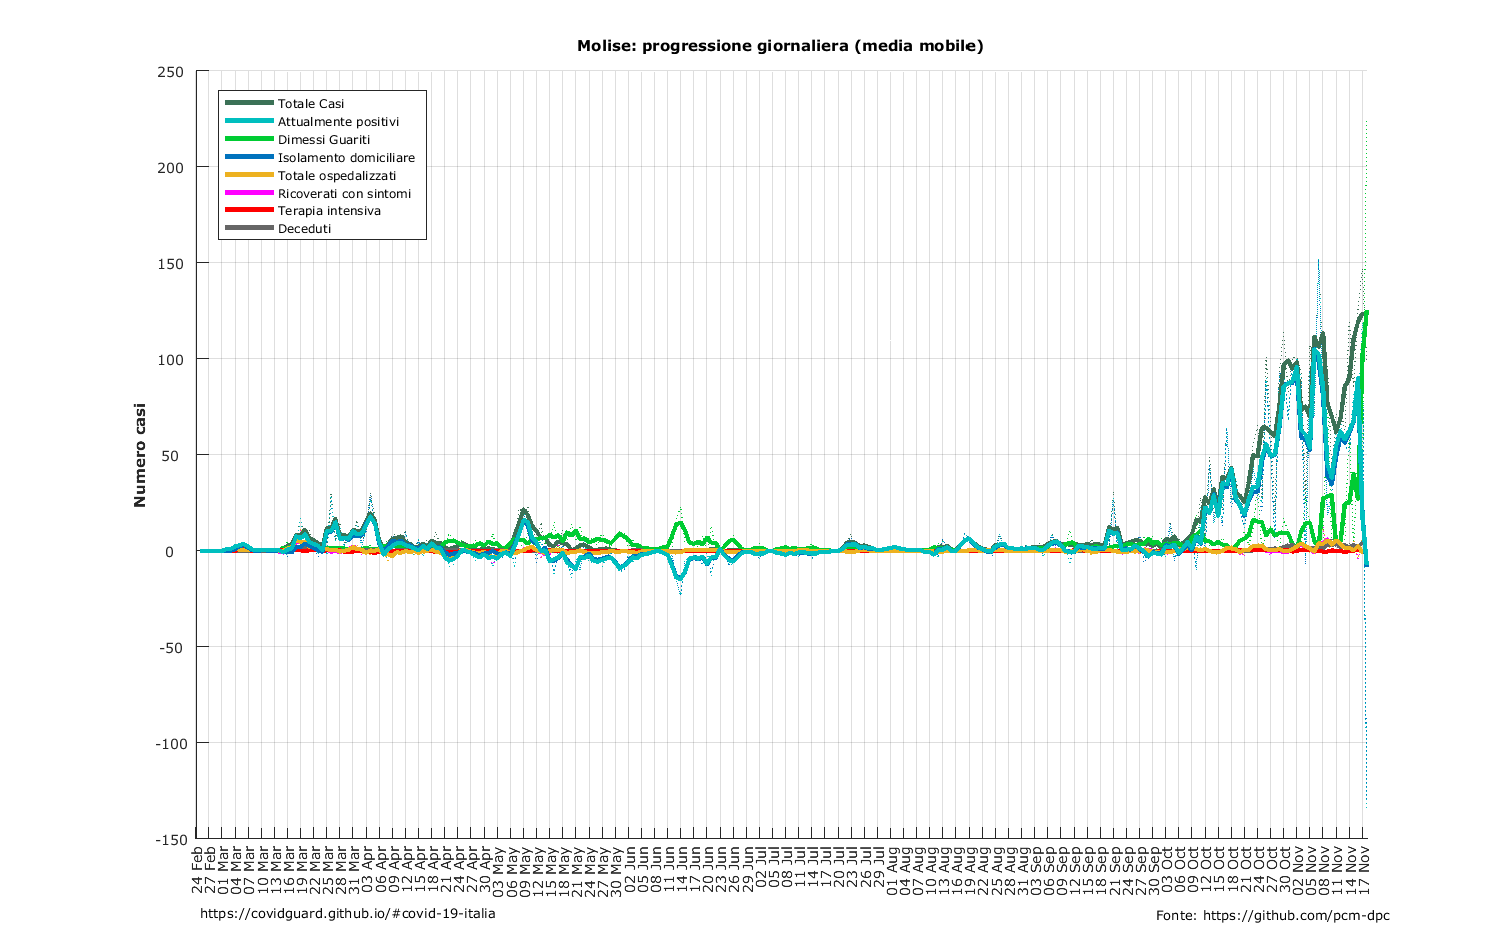 Molise: progressione giornaliera (media mobile)
250
200
150
100
50
0
-50
-100
-150
Numero casi
Totale Casi
Attualmente positivi
Dimessi Guariti
Isolamento domiciliare
Totale ospedalizzati
Ricoverati con sintomi
Terapia intensiva
Deceduti
24 Feb
27 Feb
01 Mar
04 Mar
07 Mar
10 Mar
13 Mar
16 Mar
19 Mar
22 Mar
25 Mar
28 Mar
31 Mar
03 Apr
06 Apr
09 Apr
12 Apr
15 Apr
18 Apr
21 Apr
24 Apr
27 Apr
30 Apr
03 May
06 May
09 May
12 May
15 May
18 May
21 May
24 May
27 May
30 May
02 Jun
05 Jun
08 Jun
11 Jun
14 Jun
17 Jun
20 Jun
23 Jun
26 Jun
29 Jun
02 Jul
05 Jul
08 Jul
11 Jul
14 Jul
17 Jul
20 Jul
23 Jul
26 Jul
29 Jul
01 Aug
04 Aug
07 Aug
10 Aug
13 Aug
16 Aug
19 Aug
22 Aug
25 Aug
28 Aug
31 Aug
03 Sep
06 Sep
09 Sep
12 Sep
15 Sep
18 Sep
21 Sep
24 Sep
27 Sep
30 Sep
03 Oct
06 Oct
09 Oct
12 Oct
15 Oct
18 Oct
21 Oct
24 Oct
27 Oct
30 Oct
02 Nov
05 Nov
08 Nov
11 Nov
14 Nov
17 Nov
https://covidguard.github.io/#covid-19-italia
Fonte: https://github.com/pcm-dpc